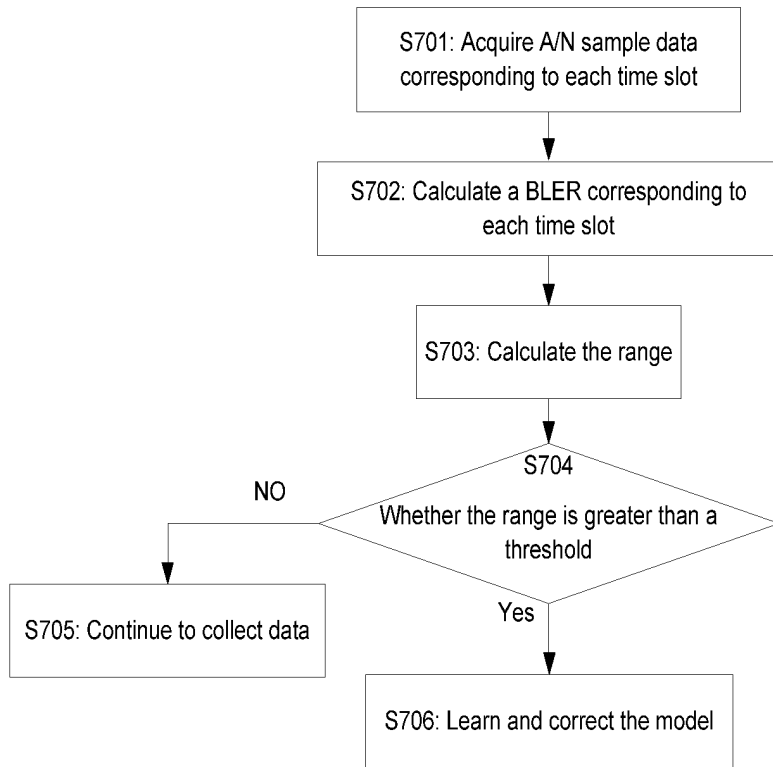 S701: Acquire A/N sample data
corresponding to each time slot
S702: Calculate a BLER corresponding to
each time slot
S703: Calculate the range
S704
NO
Whether the range is greater than a
threshold
Yes
S705: Continue to collect data
S706: Learn and correct the model